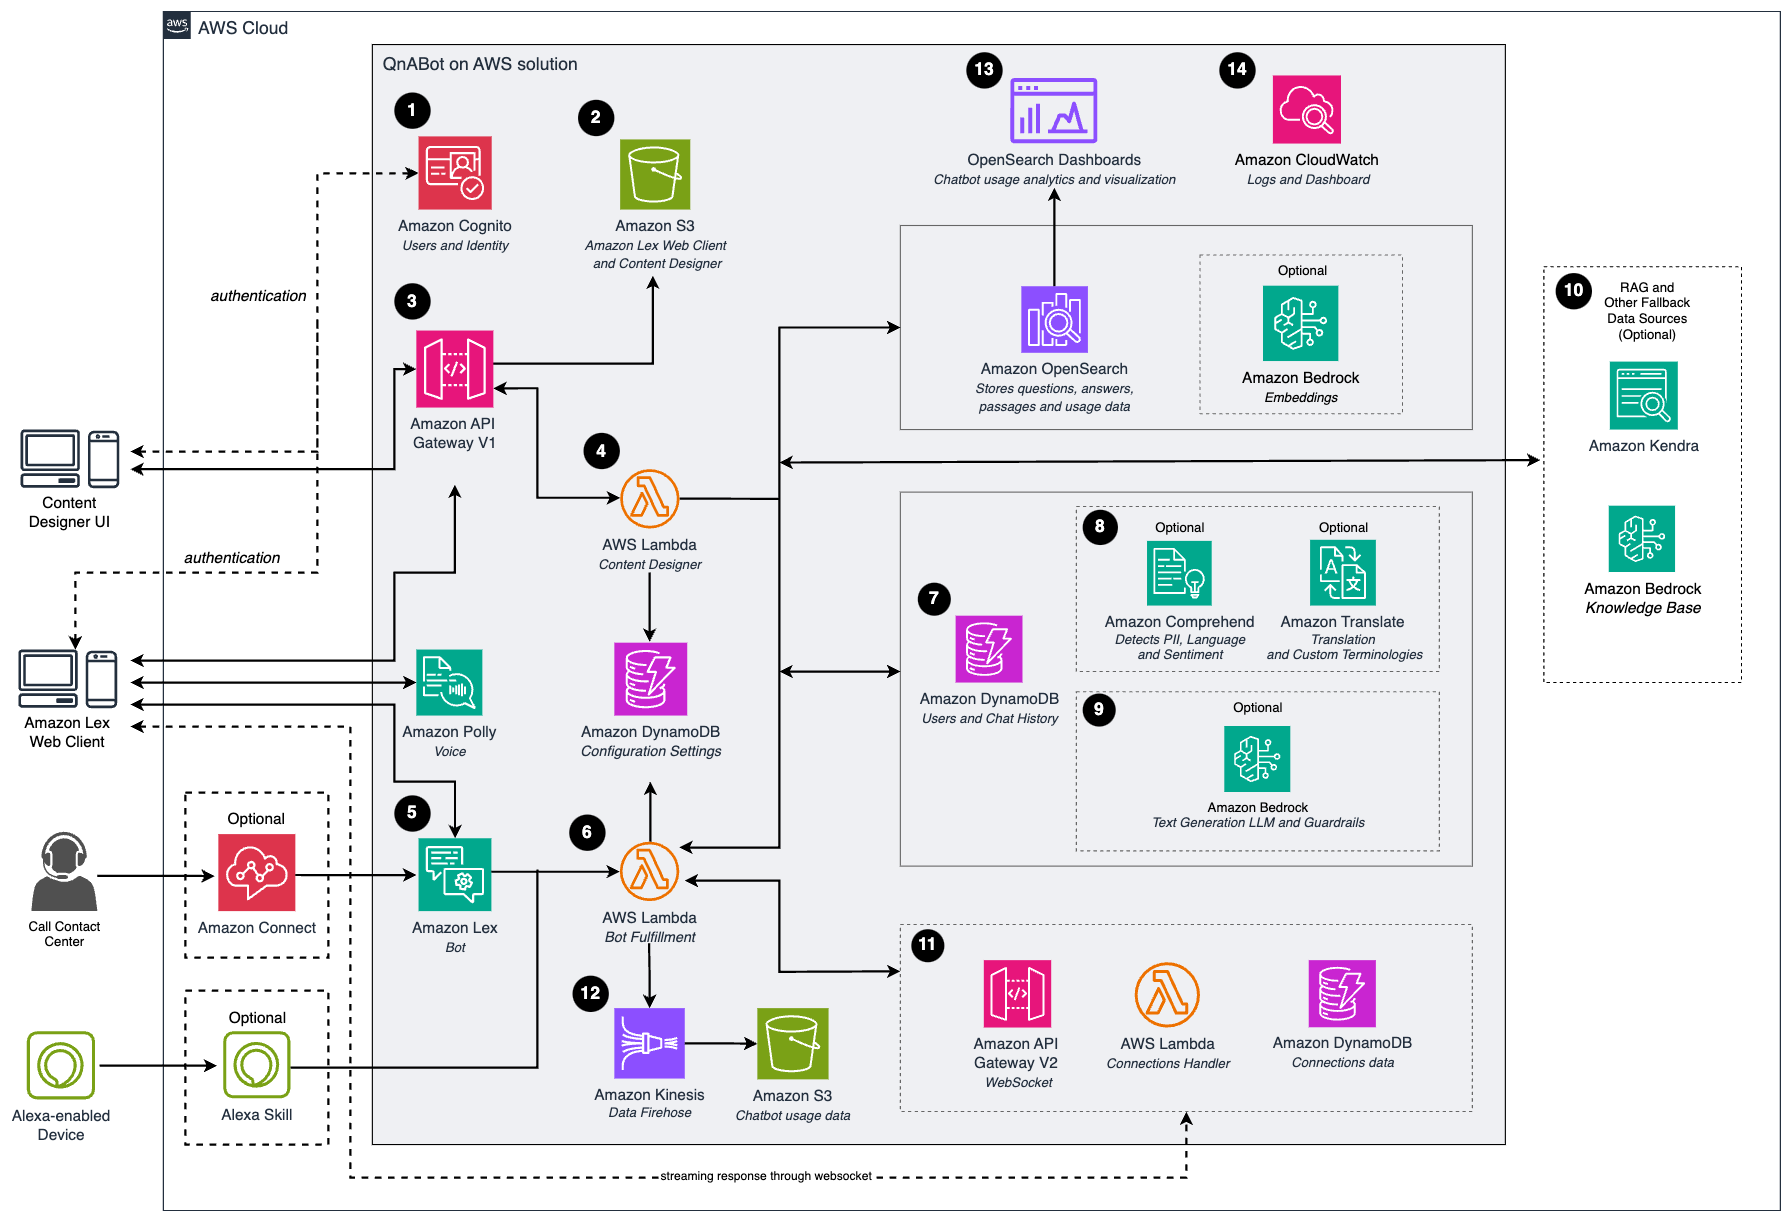 aws
AWS Cloud
QnABot on AWS solution
1
Amazon Cognito
Users and Identity
2
Amazon S3
Amazon Lex Web Client
and Content Designer
13
OpenSearch Dashboards
Chatbot usage analytics and visualization
14
Amazon CloudWatch
Logs and Dashboard
authentication
3
Amazon API
Gateway V1
Amazon OpenSearch
Stores questions, answers,
passages and usage data
Optional
Amazon Bedrock
Embeddings
10
RAG and
Other Fallback
Data Sources
(Optional)
Amazon Kendra
Amazon Bedrock
Knowledge Base
Content
Designer UI
authentication
4
AWS Lambda
Content Designer
8
Optional
Amazon Comprehend
Detects PII, Language
and Sentiment
Optional
Amazon Translate
Translation
and Custom Terminologies
7
Amazon DynamoDB
Users and Chat History
9
Optional
Amazon Bedrock
Text Generation LLM and Guardrails
Amazon Lex
Web Client
Amazon Polly
Voice
Amazon DynamoDB
Configuration Settings
Call Contact
Center
Optional
Amazon Connect
5
Amazon Lex
Bot
6
AWS Lambda
Bot Fulfillment
11
Amazon API
Gateway V2
WebSocket
AWS Lambda
Connections Handler
Amazon DynamoDB
Connections data
Alexa-enabled
Device
Optional
Alexa Skill
12
Amazon Kinesis
Data Firehose
Amazon S3
Chatbot usage data
streaming response through websocket